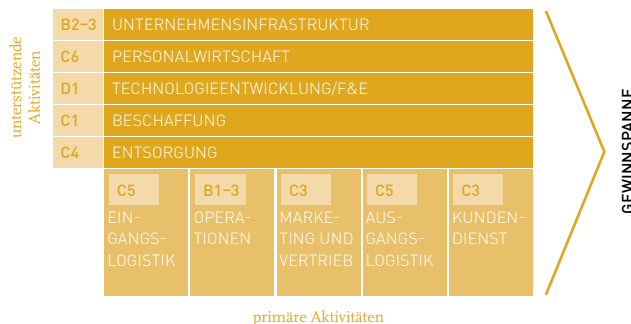 unterstützende
Aktivitäten
B2–3 UNTERNEHMENSINFRASTRUKTUR
C6 PERSONALWIRTSCHAFT
D1 TECHNOLOGIEENTWICKLUNG/F&E
C1 BESCHAFFUNG
C4 ENTSORGUNG
C5
EIN-
GANGS-
LOGISTIK
B1–3
OPERA-
TIONEN
C3
MARKE-
TING UND
VERTRIEB
C5
AUS-
GANGS-
LOGISTIK
C3
KUNDEN-
DIENST
GEWINNSPANNE
primäre Aktivitäten